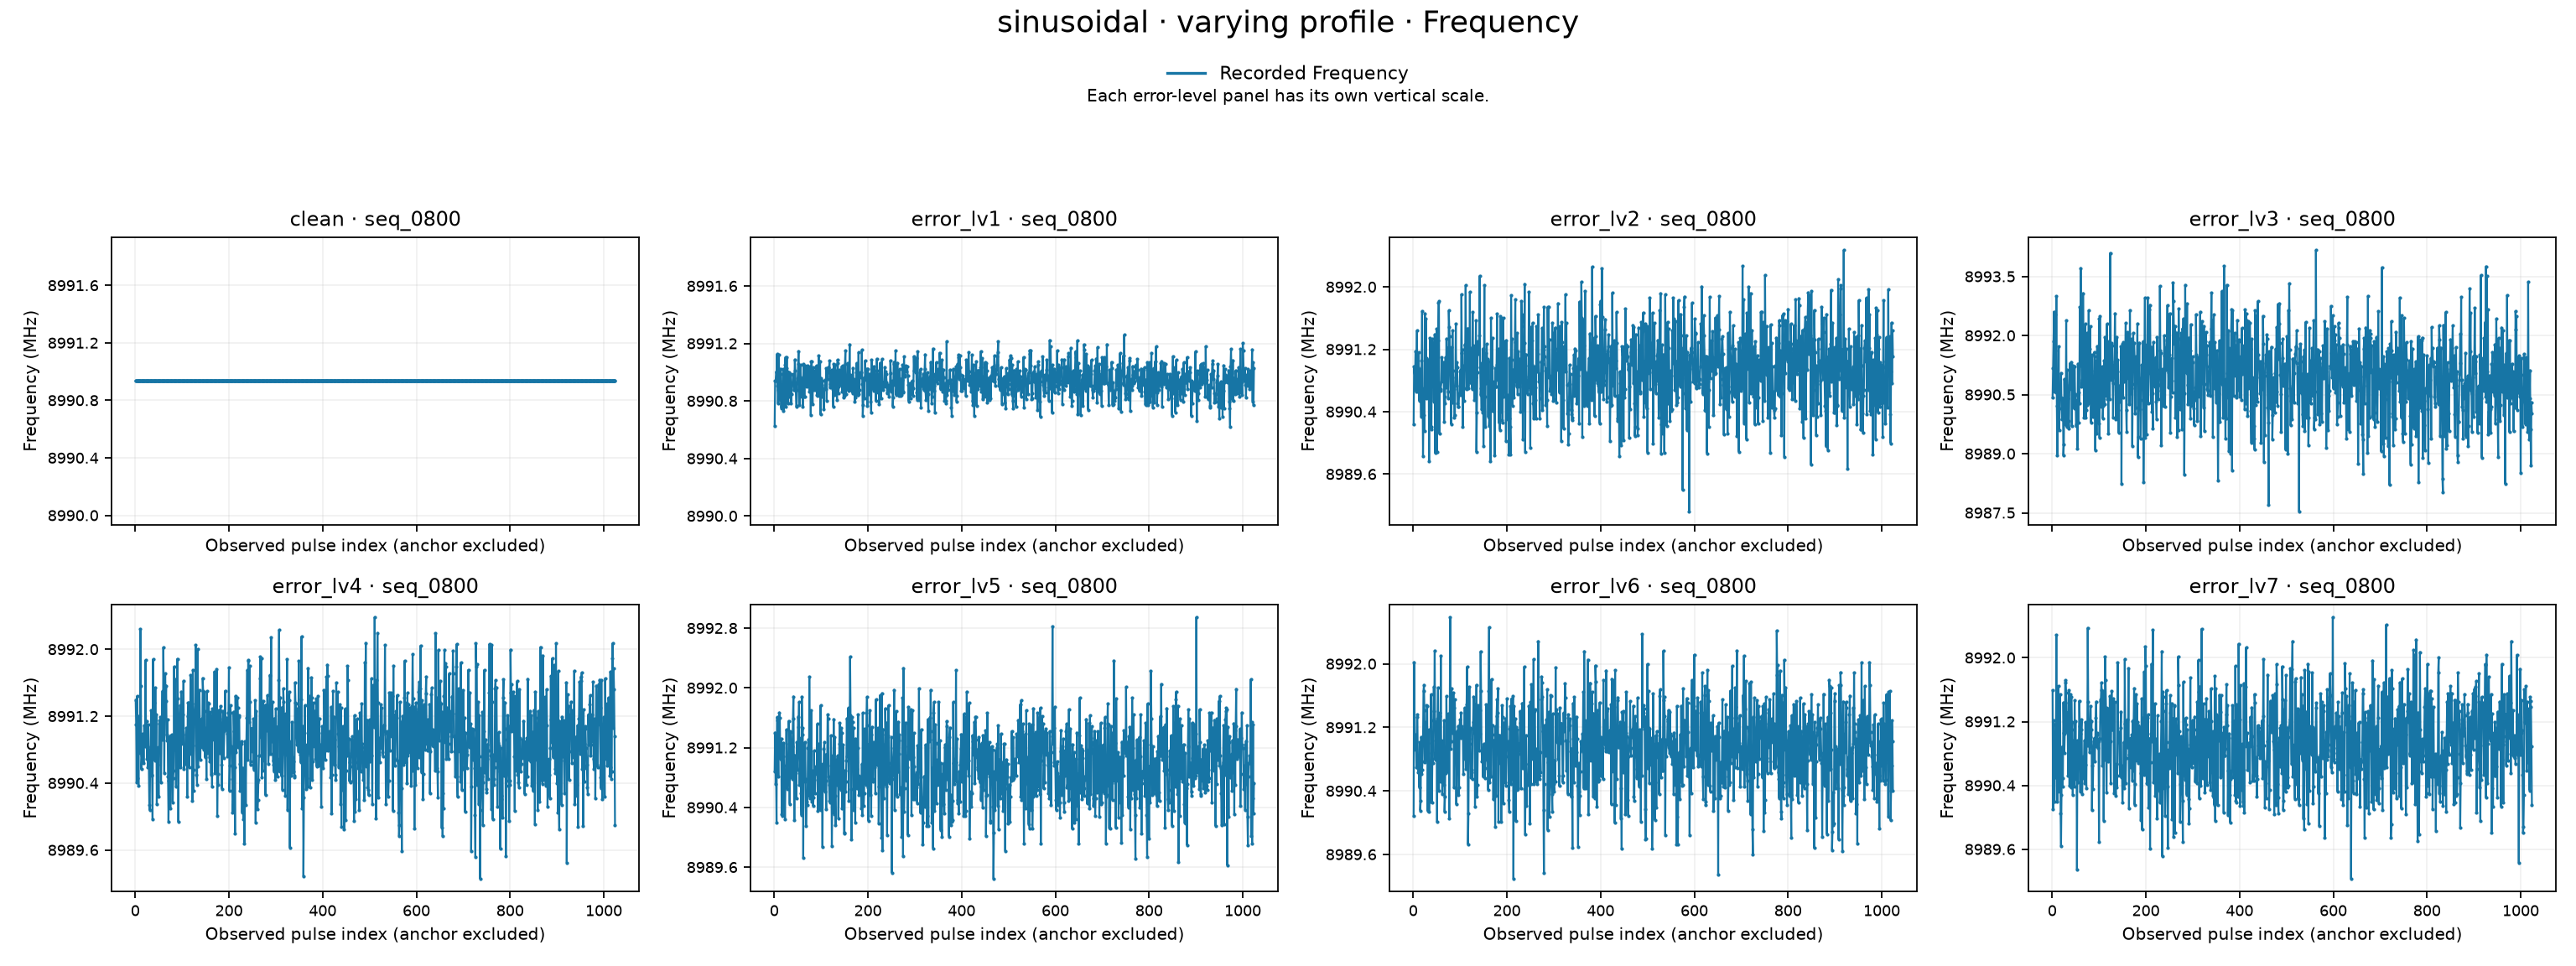 sinusoidal · varying profile · Frequency
Recorded Frequency
Each error-level panel has its own vertical scale.
clean · seq_0800
Frequency (MHz)
8991.6
8991.2
8990.8
8990.4
8990.0
Observed pulse index (anchor excluded)
error_lv1 · seq_0800
Frequency (MHz)
8991.6
8991.2
8990.8
8990.4
8990.0
Observed pulse index (anchor excluded)
error_lv2 · seq_0800
Frequency (MHz)
8992.0
8991.2
8990.4
8989.6
Observed pulse index (anchor excluded)
error_lv3 · seq_0800
Frequency (MHz)
8993.5
8992.0
8990.5
8989.0
8987.5
Observed pulse index (anchor excluded)
error_lv4 · seq_0800
Frequency (MHz)
8992.0
8991.2
8990.4
8989.6
0 200 400 600 800 1000
Observed pulse index (anchor excluded)
error_lv5 · seq_0800
Frequency (MHz)
8992.8
8992.0
8991.2
8990.4
8989.6
0 200 400 600 800 1000
Observed pulse index (anchor excluded)
error_lv6 · seq_0800
Frequency (MHz)
8992.0
8991.2
8990.4
8989.6
0 200 400 600 800 1000
Observed pulse index (anchor excluded)
error_lv7 · seq_0800
Frequency (MHz)
8992.0
8991.2
8990.4
8989.6
0 200 400 600 800 1000
Observed pulse index (anchor excluded)